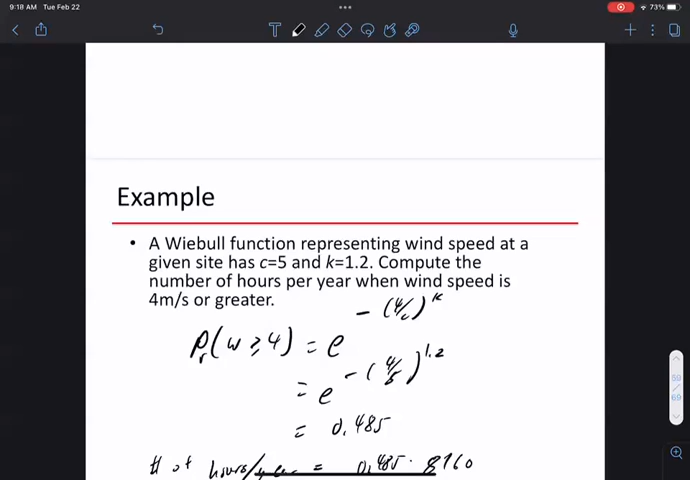 9:18 AM Tue Feb 22
73%
Example
• A Wiebull function representing wind speed at a
given site has c=5 and k=1.2. Compute the
number of hours per year when wind speed is
4m/s or greater.
Pr(w ≥ 4) = e^-(4/c)^k
= e^-(4/5)^1.2
= 0.485
# of hours/year = 0.485 · 8760
59
/
69